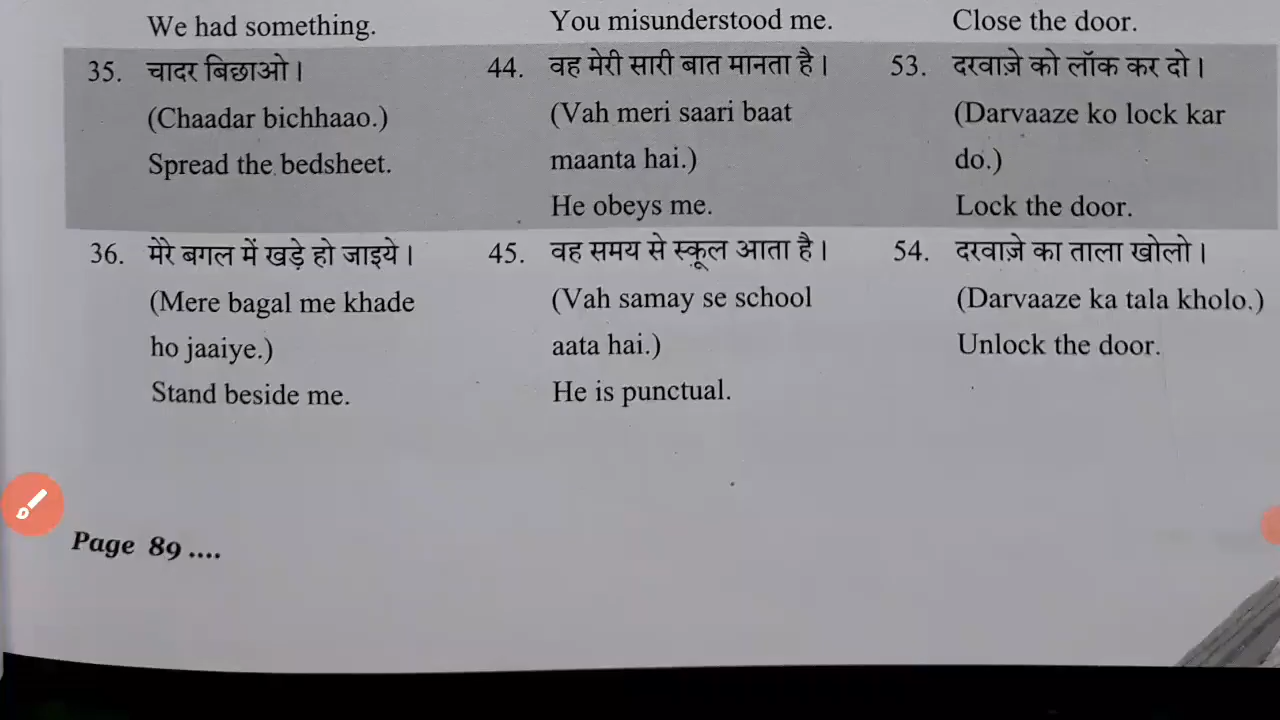 We had something.
35. चादर बिछाओ।
(Chaadar bichhaao.)
Spread the bedsheet.
36. मेरे बगल में खड़े हो जाइये।
(Mere bagal me khade
ho jaaiye.)
Stand beside me.
You misunderstood me.
44. वह मेरी सारी बात मानता है।
(Vah meri saari baat
maanta hai.)
He obeys me.
45. वह समय से स्कूल आता है।
(Vah samay se school
aata hai.)
He is punctual.
Close the door.
53. दरवाज़े को लॉक कर दो।
(Darvaaze ko lock kar
do.)
Lock the door.
54. दरवाज़े का ताला खोलो।
(Darvaaze ka tala kholo.)
Unlock the door.
Page 89 ....